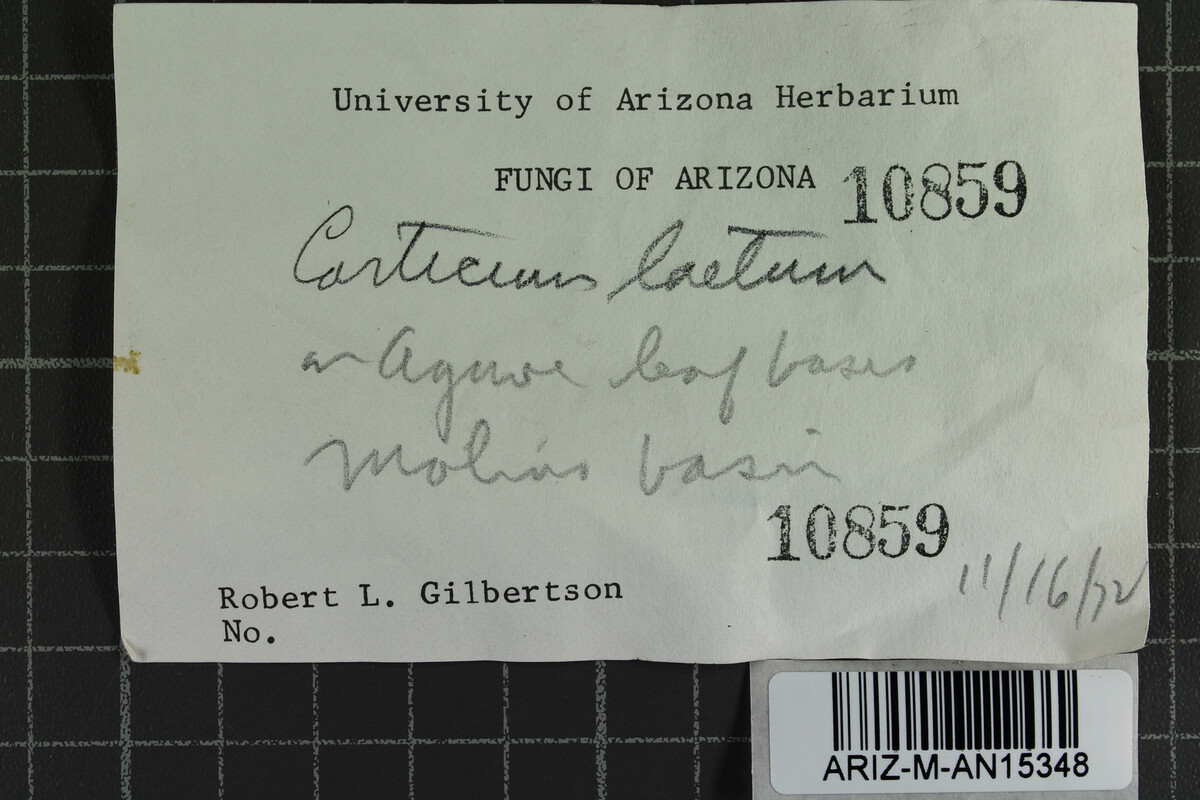 University of Arizona Herbarium
FUNGI OF ARIZONA 10859
Corticium laetum
on Agave leaf bases
Molino basin
10859
11/16/72
Robert L. Gilbertson
No.
ARIZ-M-AN15348